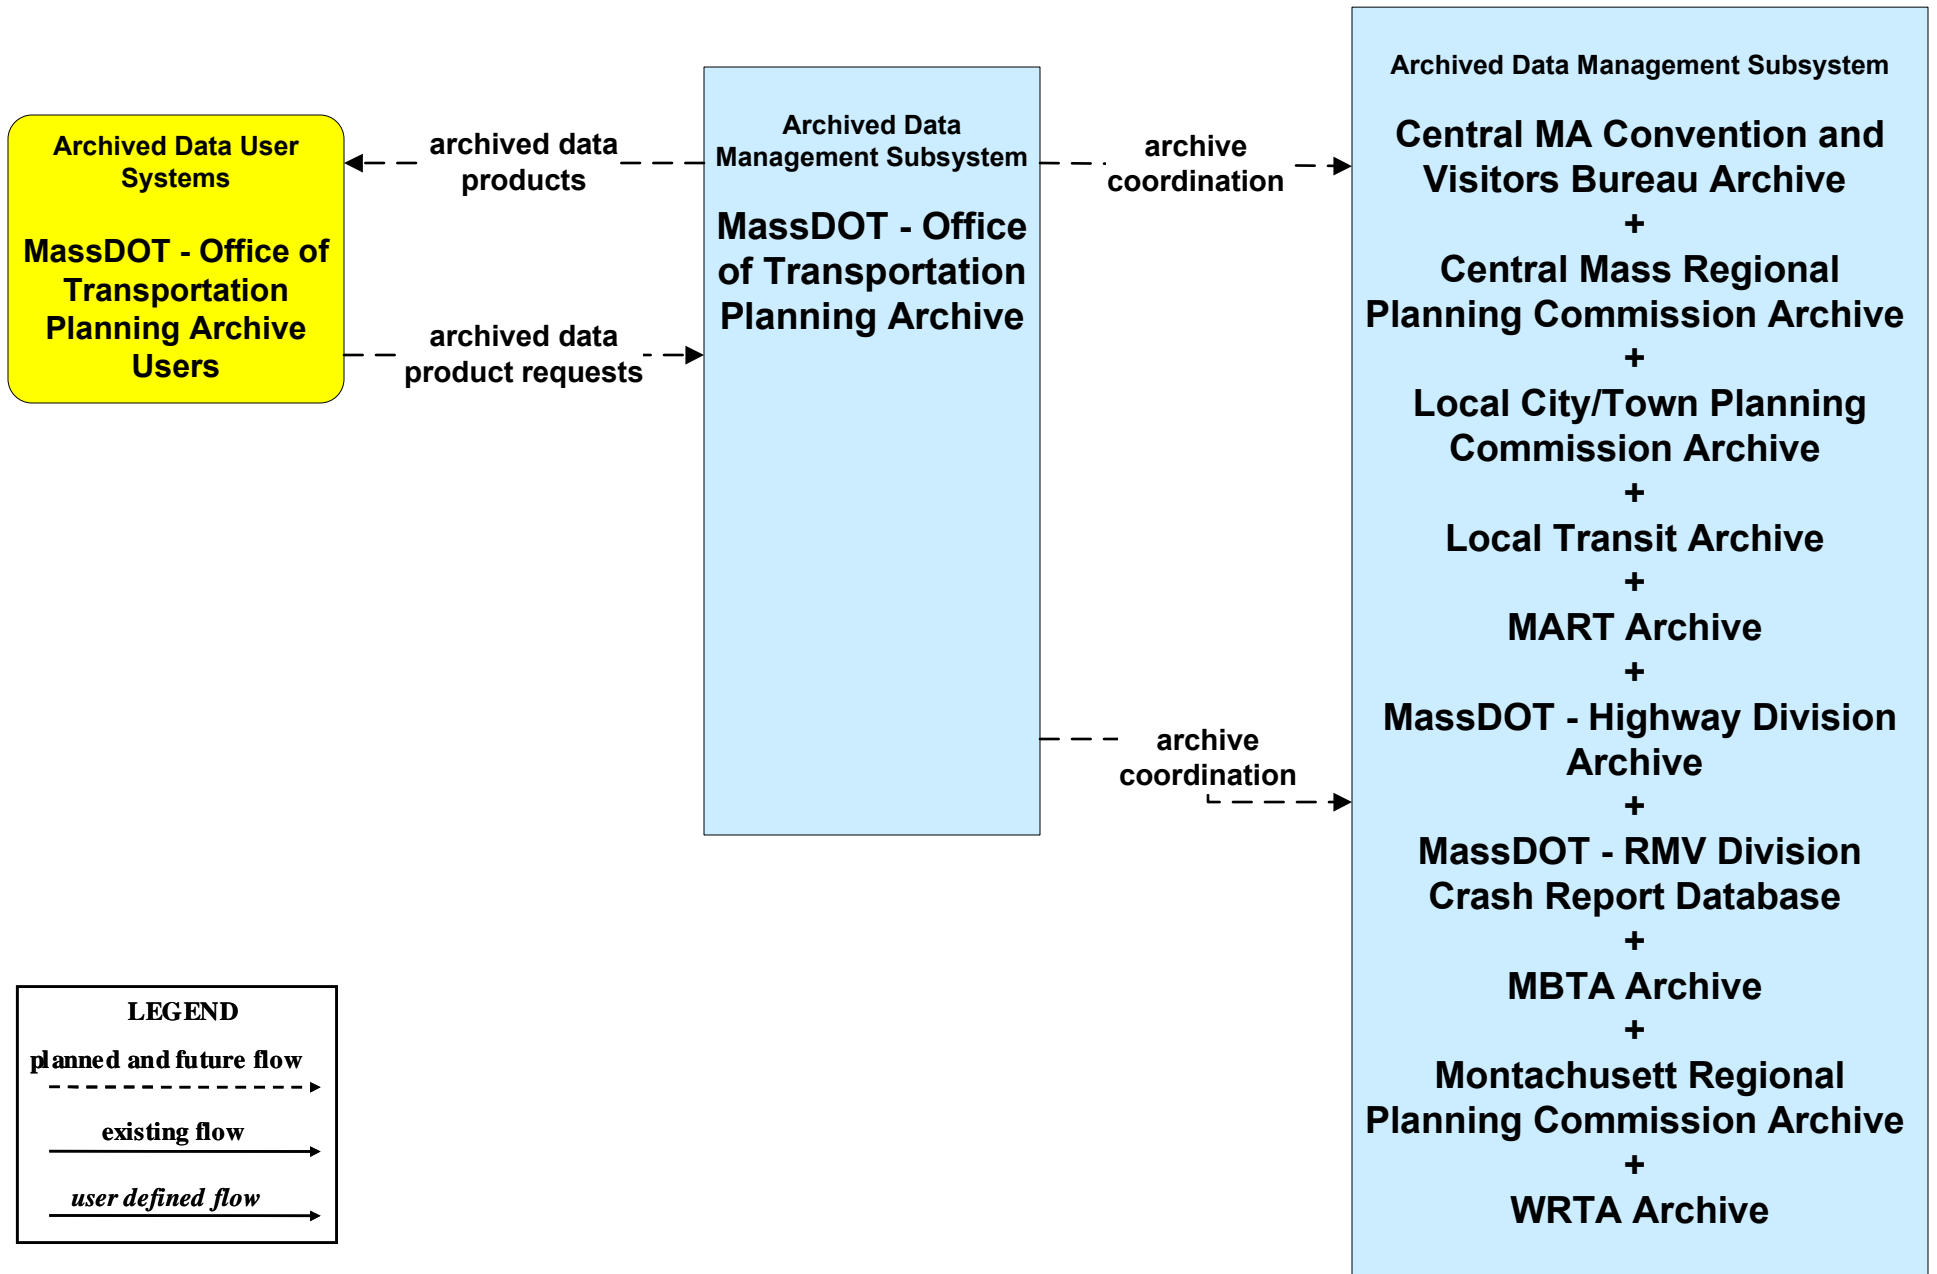 Archived Data User
Systems
MassDOT - Office of
Transportation
Planning Archive
Users
archived data
products
archived data
product requests
Archived Data
Management Subsystem
MassDOT - Office
of Transportation
Planning Archive
archive
coordination
archive
coordination
Archived Data Management Subsystem
Central MA Convention and
Visitors Bureau Archive
+
Central Mass Regional
Planning Commission Archive
+
Local City/Town Planning
Commission Archive
+
Local Transit Archive
+
MART Archive
+
MassDOT - Highway Division
Archive
+
MassDOT - RMV Division
Crash Report Database
+
MBTA Archive
+
Montachusett Regional
Planning Commission Archive
+
WRTA Archive
LEGEND
planned and future flow
existing flow
user defined flow